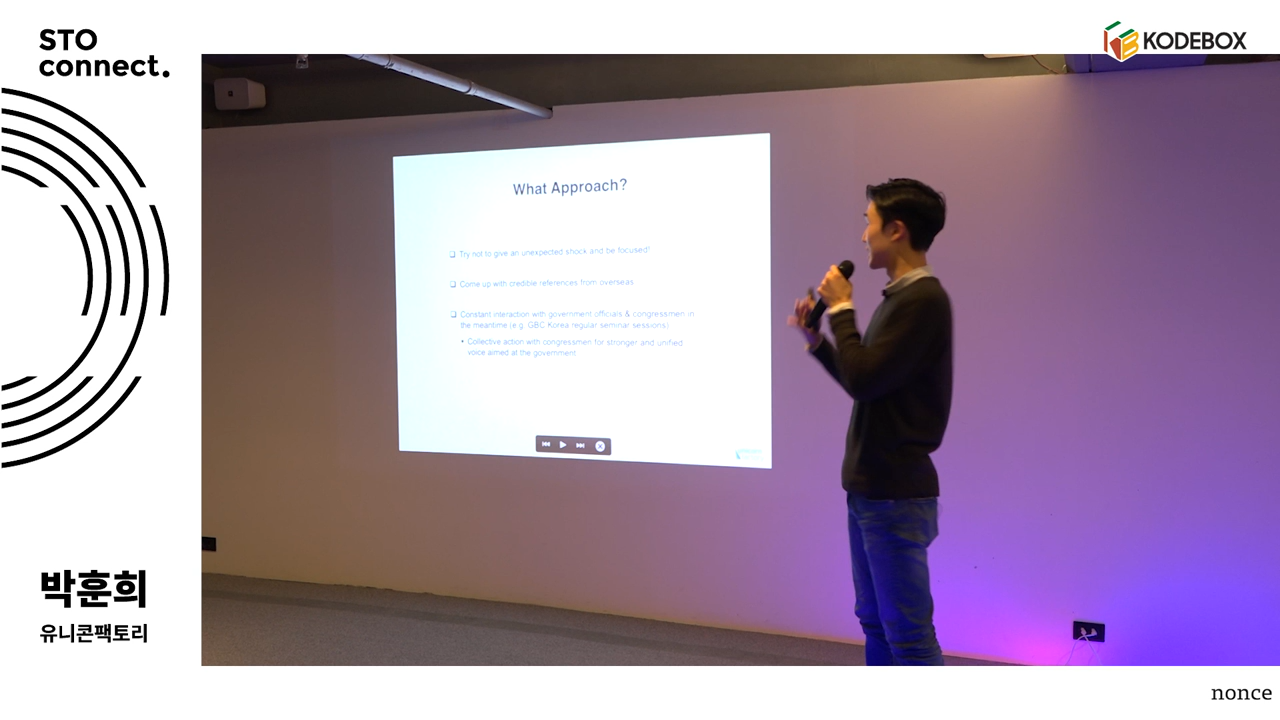 STO
connect.
KODEBOX
What Approach?
Try not to give an unexpected shock and be focused!
Come up with credible references from overseas
Constant interaction with government officials & congressmen in
the meantime (e.g. GBC Korea regular seminar sessions)
• Collective action with congressmen for stronger and unified
voice aimed at the government
박훈희
유니콘팩토리
nonce